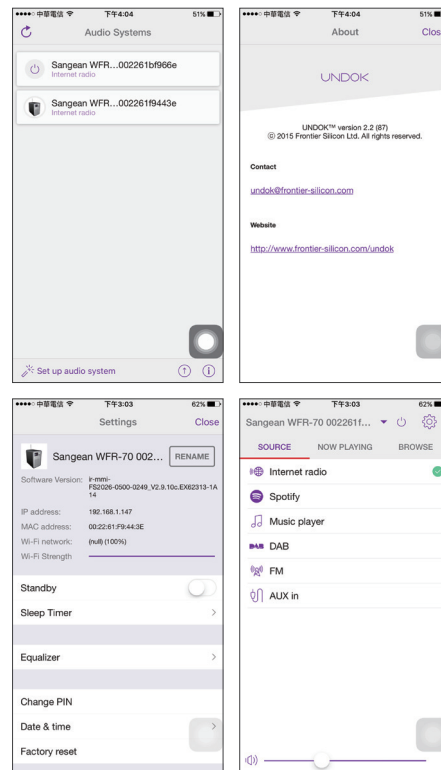 中華電信 下午4:04 51%
Audio Systems
Sangean WFR...002261bf966e
Internet radio
Sangean WFR...002261f9443e
Internet radio
Set up audio system
中華電信 下午4:04 51%
About Clos
UNDOK
UNDOK™ version 2.2 (87)
© 2015 Frontier Silicon Ltd. All rights reserved.
Contact
undok@frontier-silicon.com
Website
http://www.frontier-silicon.com/undok
中華電信 下午3:03 62%
Settings Close
Sangean WFR-70 002... RENAME
Software Version: ir-mmi-
FS2026-0500-0249_V2.9.10c.EX62313-1A
14
IP address: 192.168.1.147
MAC address: 00:22:61:F9:44:3E
Wi-Fi network: (null) (100%)
Wi-Fi Strength
Standby
Sleep Timer
Equalizer
Change PIN
Date & time
Factory reset
中華電信 下午3:03 62%
Sangean WFR-70 002261f...
SOURCE NOW PLAYING BROWSE
Internet radio
Spotify
Music player
DAB DAB
FM
AUX in